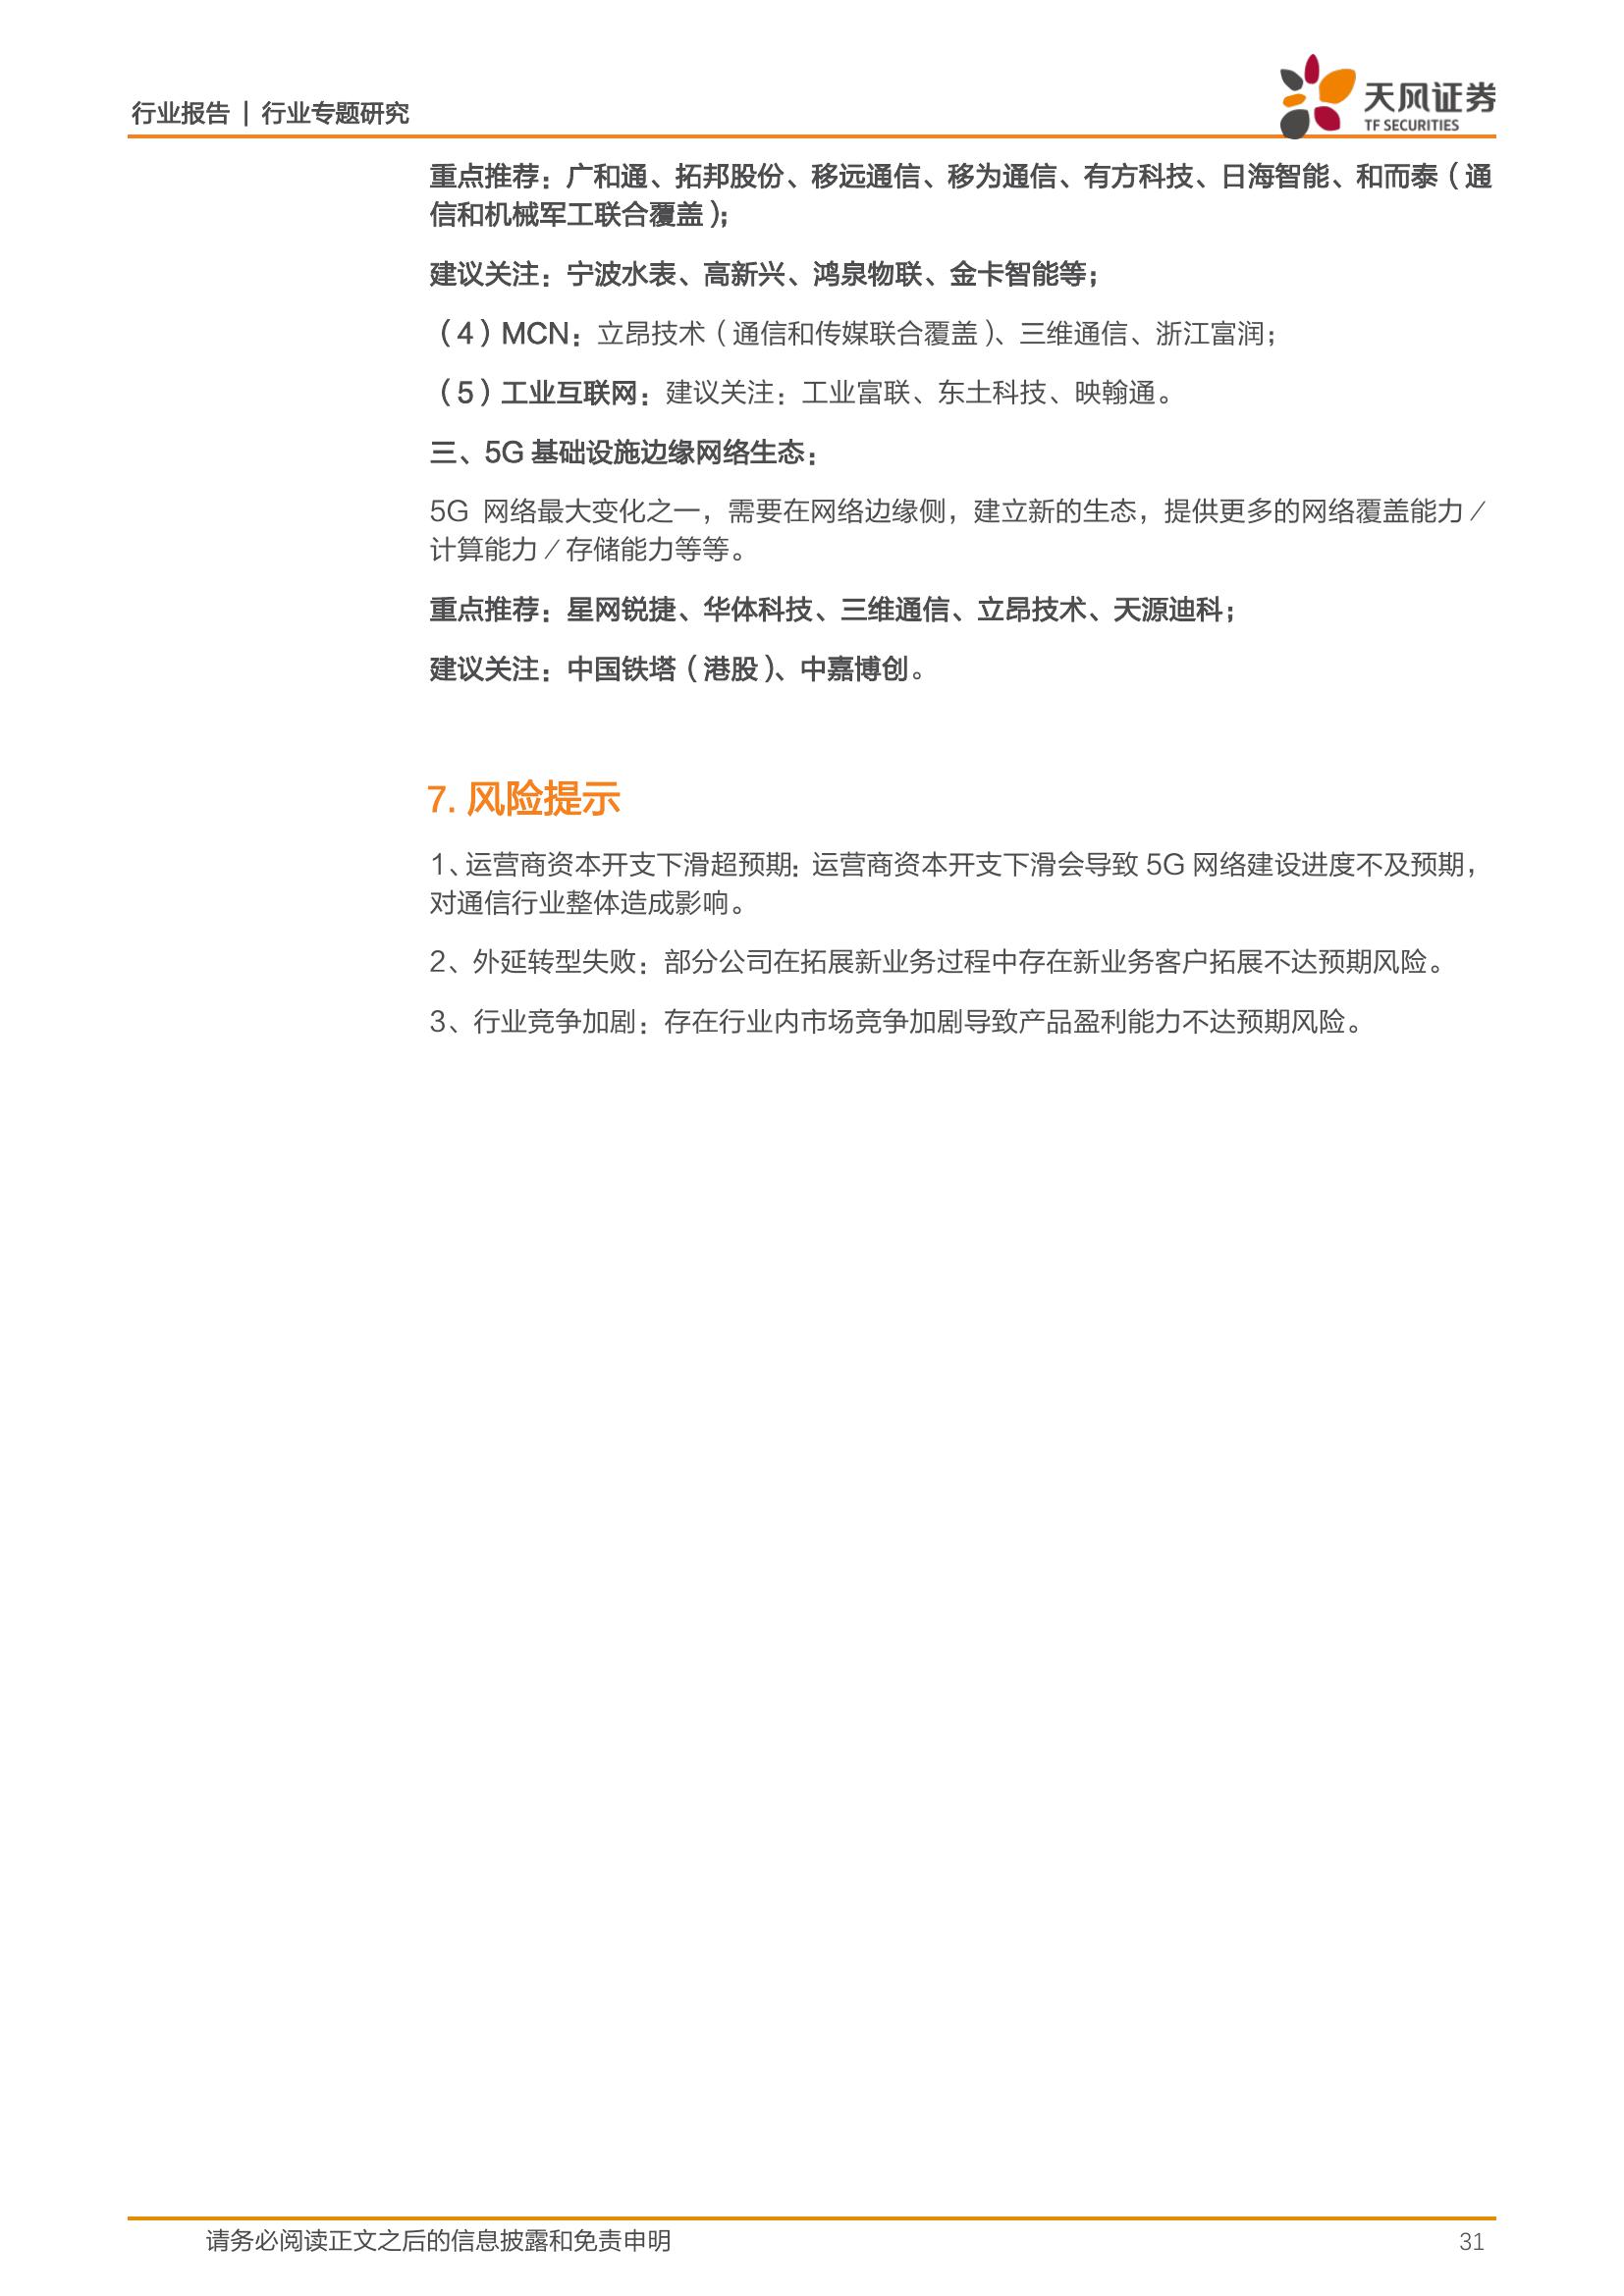 行业报告 | 行业专题研究
天风证券
TF SECURITIES
重点推荐：广和通、拓邦股份、移远通信、移为通信、有方科技、日海智能、和而泰（通
信和机械军工联合覆盖）；
建议关注：宁波水表、高新兴、鸿泉物联、金卡智能等；
（4）MCN：立昂技术（通信和传媒联合覆盖）、三维通信、浙江富润；
（5）工业互联网：建议关注：工业富联、东土科技、映翰通。
三、5G 基础设施边缘网络生态：
5G 网络最大变化之一，需要在网络边缘侧，建立新的生态，提供更多的网络覆盖能力/
计算能力/存储能力等等。
重点推荐：星网锐捷、华体科技、三维通信、立昂技术、天源迪科；
建议关注：中国铁塔（港股）、中嘉博创。
7. 风险提示
1、运营商资本开支下滑超预期：运营商资本开支下滑会导致 5G 网络建设进度不及预期，
对通信行业整体造成影响。
2、外延转型失败：部分公司在拓展新业务过程中存在新业务客户拓展不达预期风险。
3、行业竞争加剧：存在行业内市场竞争加剧导致产品盈利能力不达预期风险。
请务必阅读正文之后的信息披露和免责申明
31